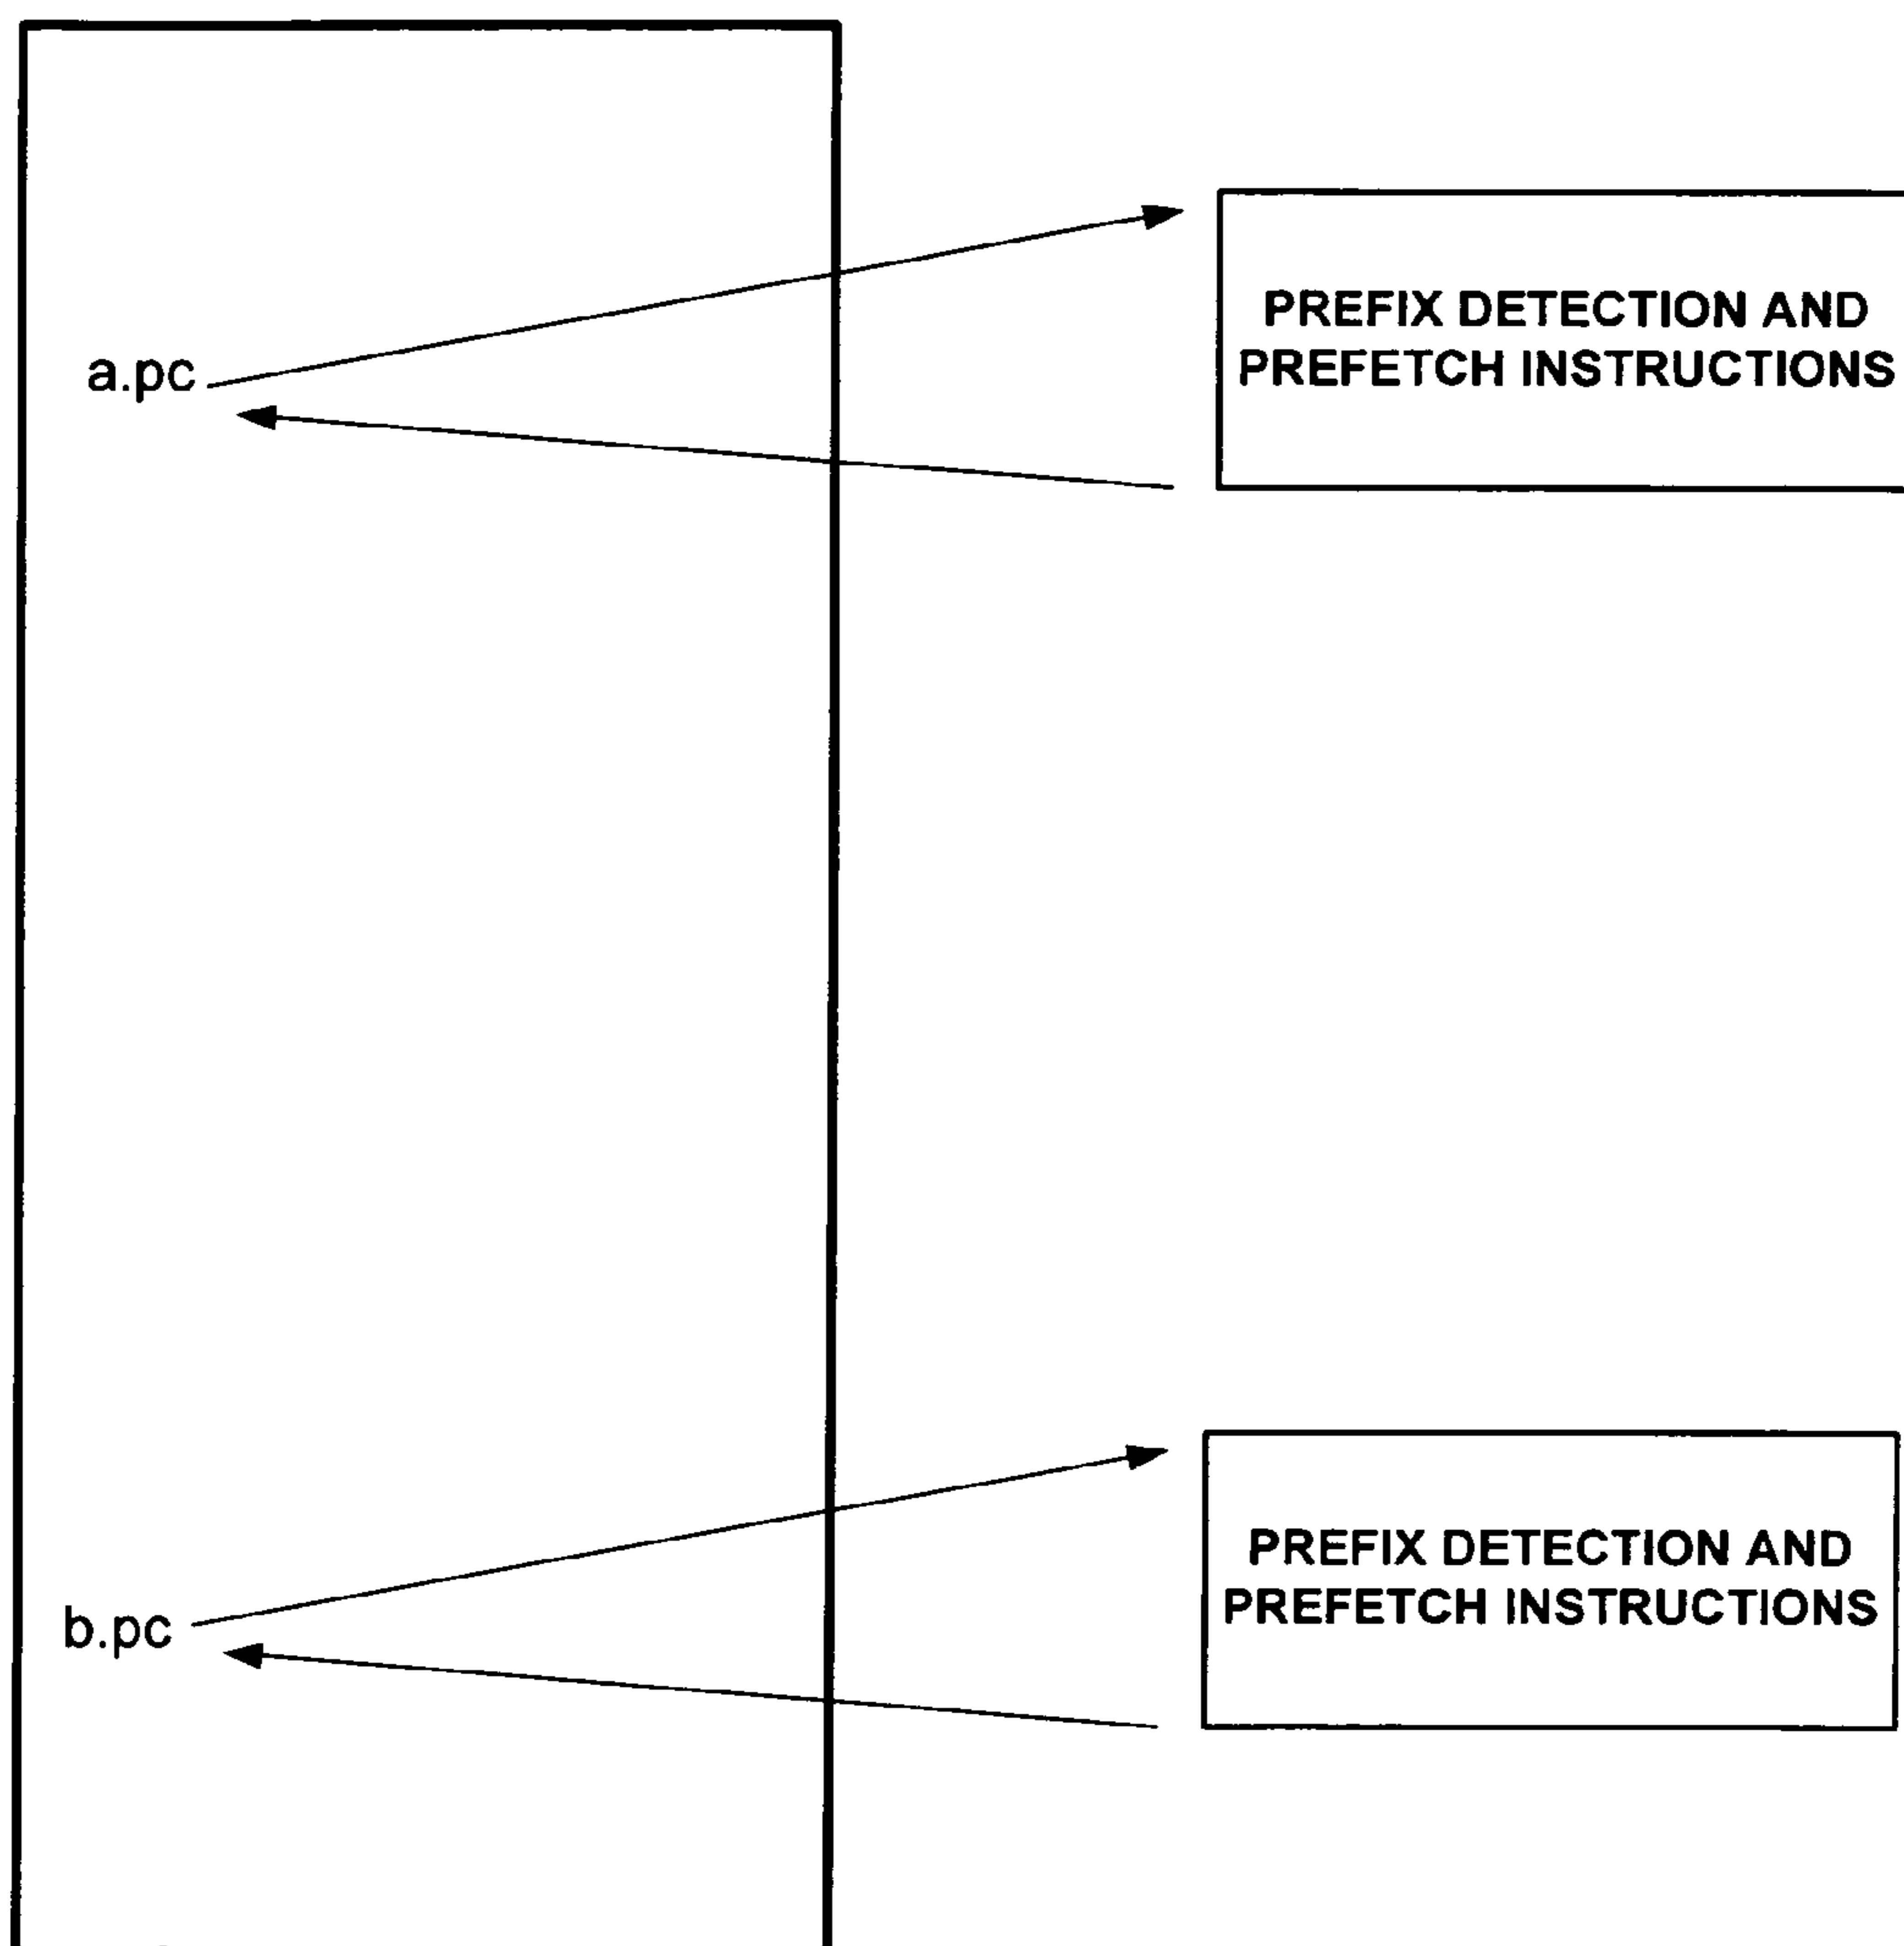 PREFIX DETECTION AND
PREFETCH INSTRUCTIONS
a.pc
PREFIX DETECTION AND
PREFETCH INSTRUCTIONS
b.pc